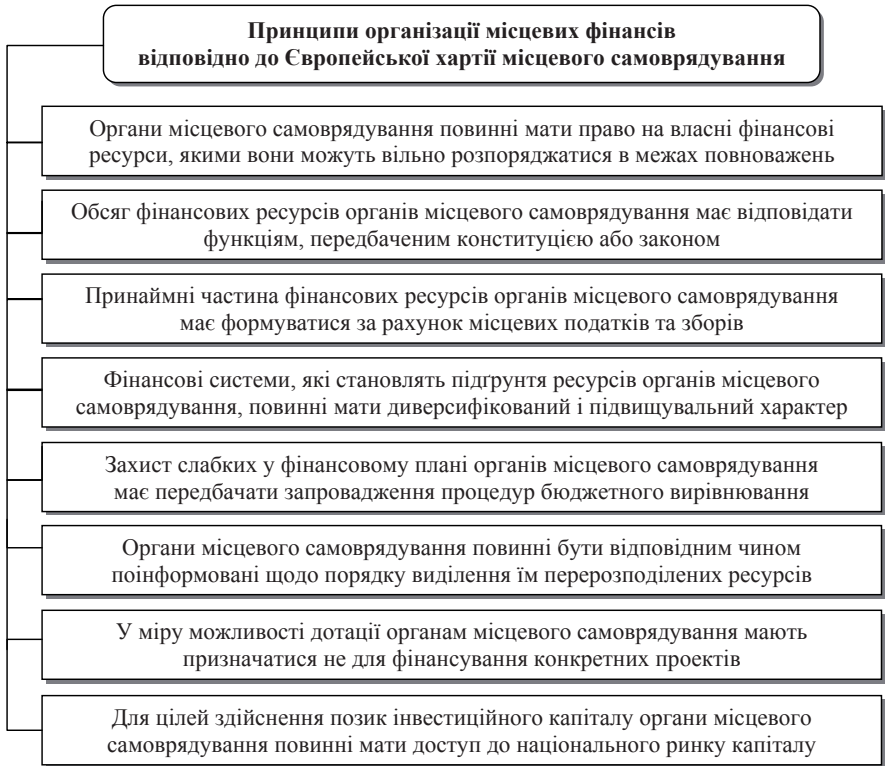 Принципи організації місцевих фінансів
відповідно до Європейської хартії місцевого самоврядування
Органи місцевого самоврядування повинні мати право на власні фінансові
ресурси, якими вони можуть вільно розпоряджатися в межах повноважень
Обсяг фінансових ресурсів органів місцевого самоврядування має відповідати
функціям, передбаченим конституцією або законом
Принаймні частина фінансових ресурсів органів місцевого самоврядування
має формуватися за рахунок місцевих податків та зборів
Фінансові системи, які становлять підґрунтя ресурсів органів місцевого
самоврядування, повинні мати диверсифікований і підвищувальний характер
Захист слабких у фінансовому плані органів місцевого самоврядування
має передбачати запровадження процедур бюджетного вирівнювання
Органи місцевого самоврядування повинні бути відповідним чином
поінформовані щодо порядку виділення їм перерозподілених ресурсів
У міру можливості дотації органам місцевого самоврядування мають
призначатися не для фінансування конкретних проектів
Для цілей здійснення позик інвестиційного капіталу органи місцевого
самоврядування повинні мати доступ до національного ринку капіталу